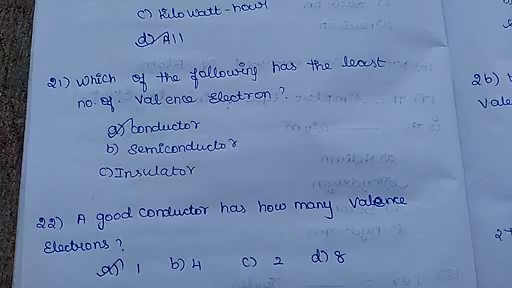 c) kilowatt-hour
d) All
21) Which of the following has the least
no. of. Valence Electron?
a) conductor
b) Semiconductor
c) Insulator
22) A good conductor has how many Valence
Electrons?
a) 1 b) 4 c) 2 d) 8
2b)
Vale